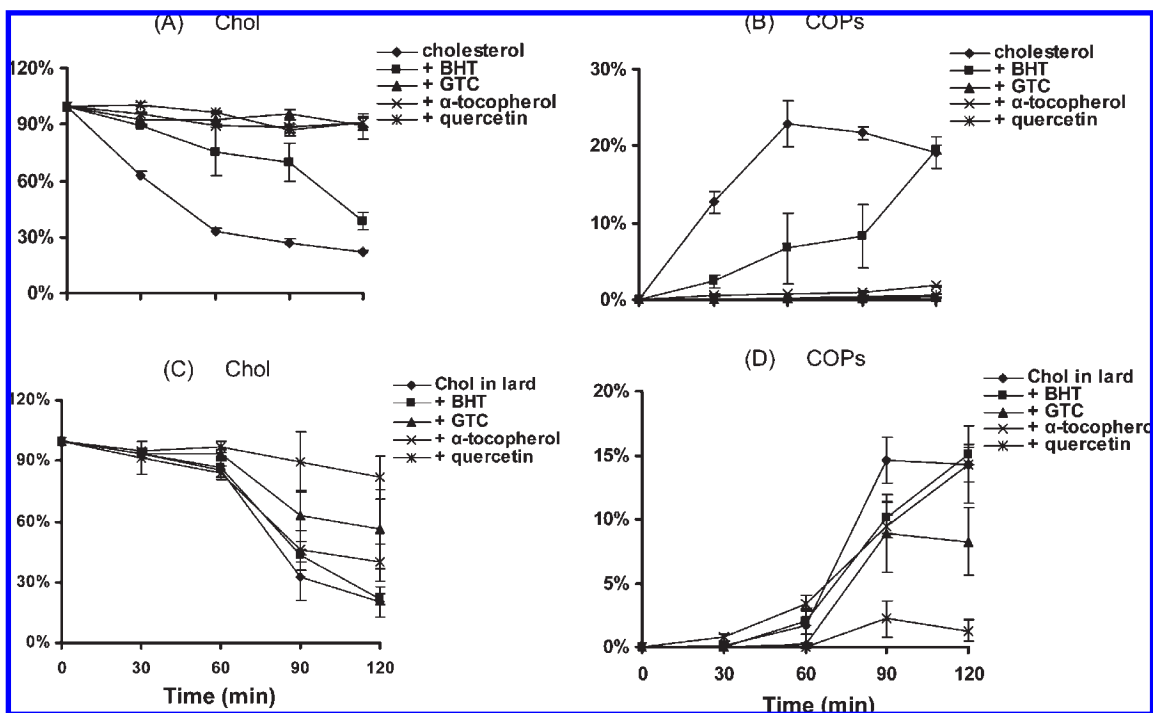 (A) Chol
120%
90%
60%
30%
0%
cholesterol
+ BHT
+ GTC
+ α-tocopherol
+ quercetin
(B) COPs
30%
20%
10%
0%
cholesterol
+ BHT
+ GTC
+ α-tocopherol
+ quercetin
(C) Chol
120%
90%
60%
30%
0%
0 30 60 90 120
Time (min)
Chol in lard
+ BHT
+ GTC
+ α-tocopherol
+ quercetin
(D) COPs
20%
15%
10%
5%
0%
0 30 60 90 120
Time (min)
Chol in lard
+ BHT
+ GTC
+ α-tocopherol
+ quercetin